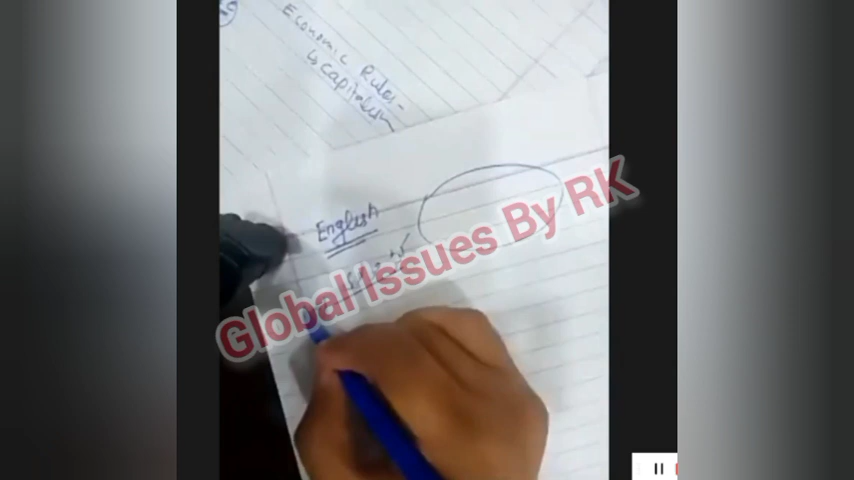 Economic Rules -
↳ Capitalism
English
Global Issues By RK